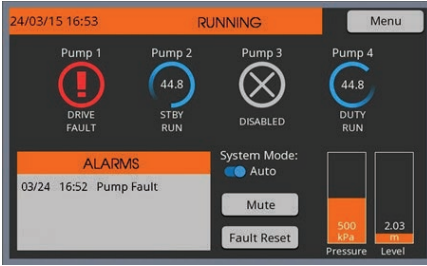 24/03/15 16:53 RUNNING Menu
Pump 1 Pump 2 Pump 3 Pump 4
44.8 44.8
DRIVE FAULT
STBY RUN
DISABLED
DUTY RUN
ALARMS
03/24 16:52 Pump Fault
System Mode:
Auto
Mute
Fault Reset
500 kPa
Pressure
2.03 m
Level